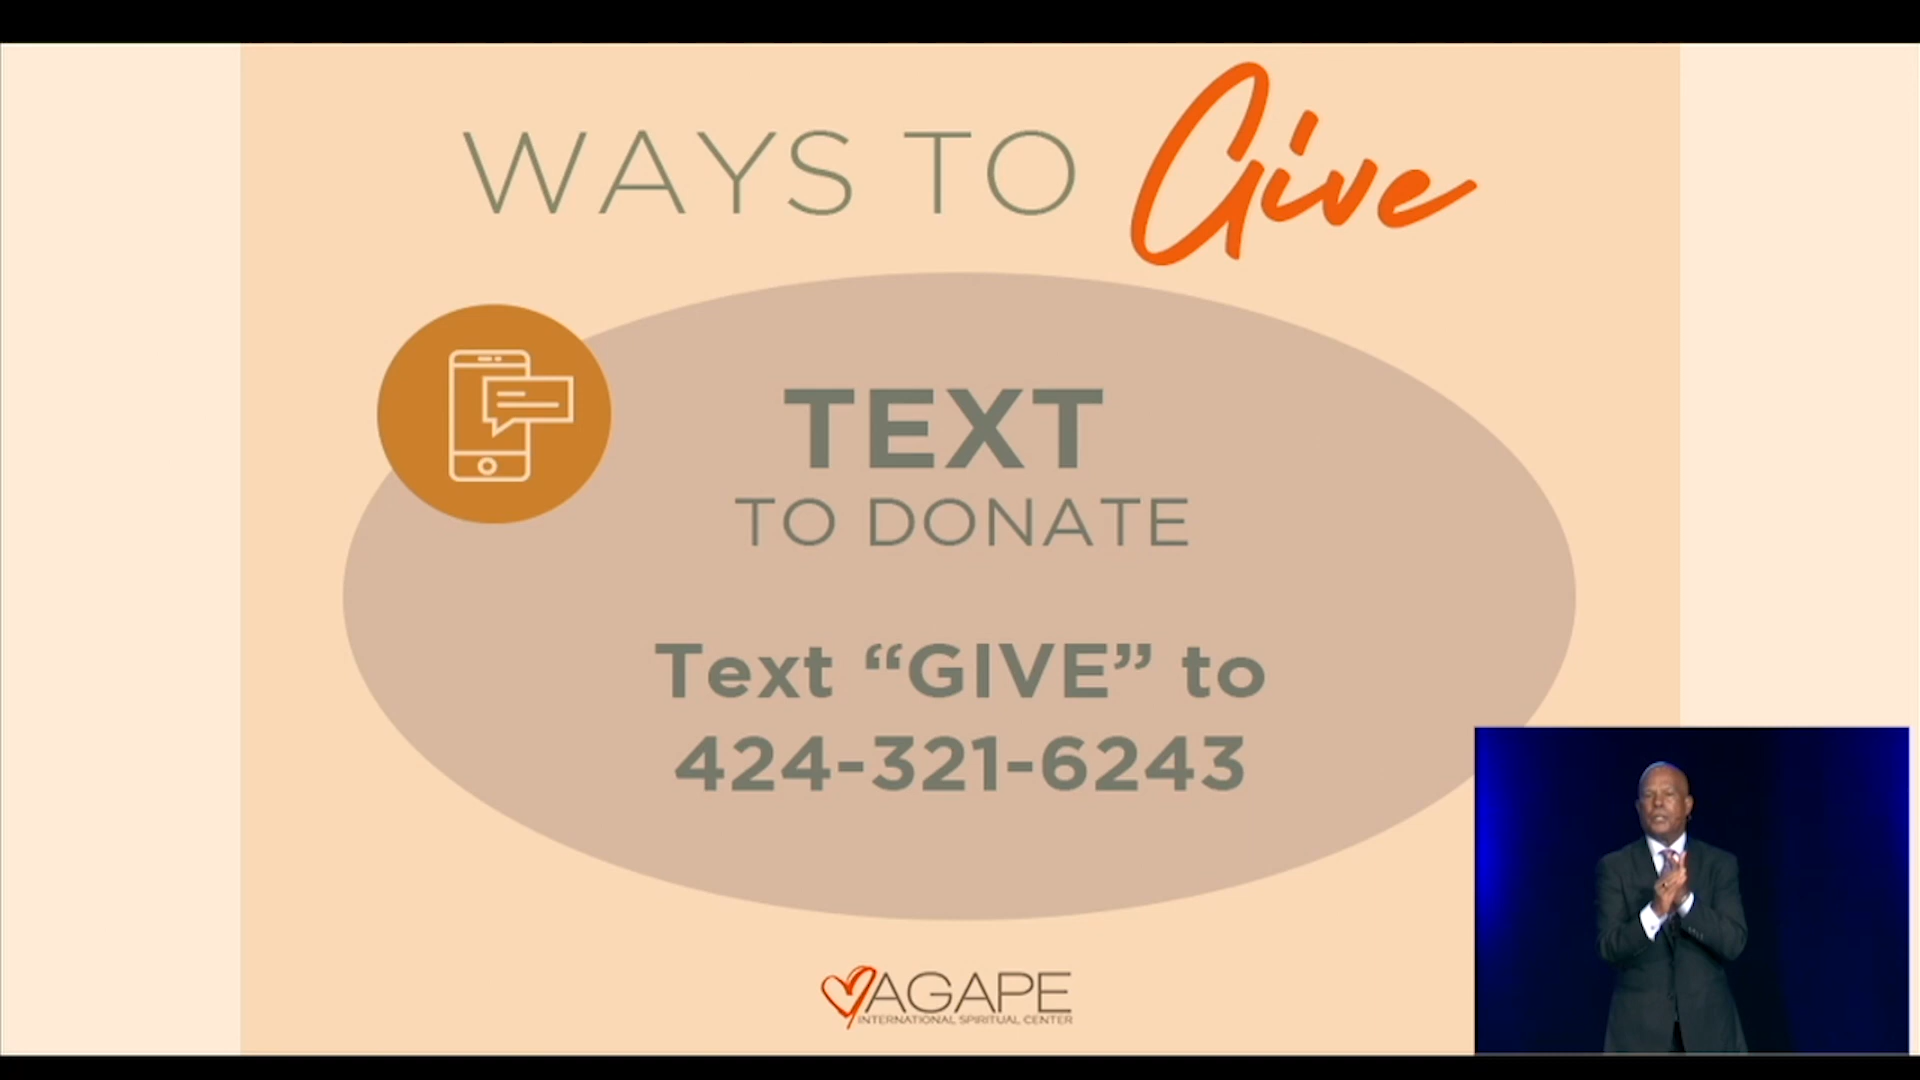 WAYS TO Give
TEXT
TO DONATE
Text “GIVE” to
424-321-6243
AGAPE
INTERNATIONAL SPIRITUAL CENTER